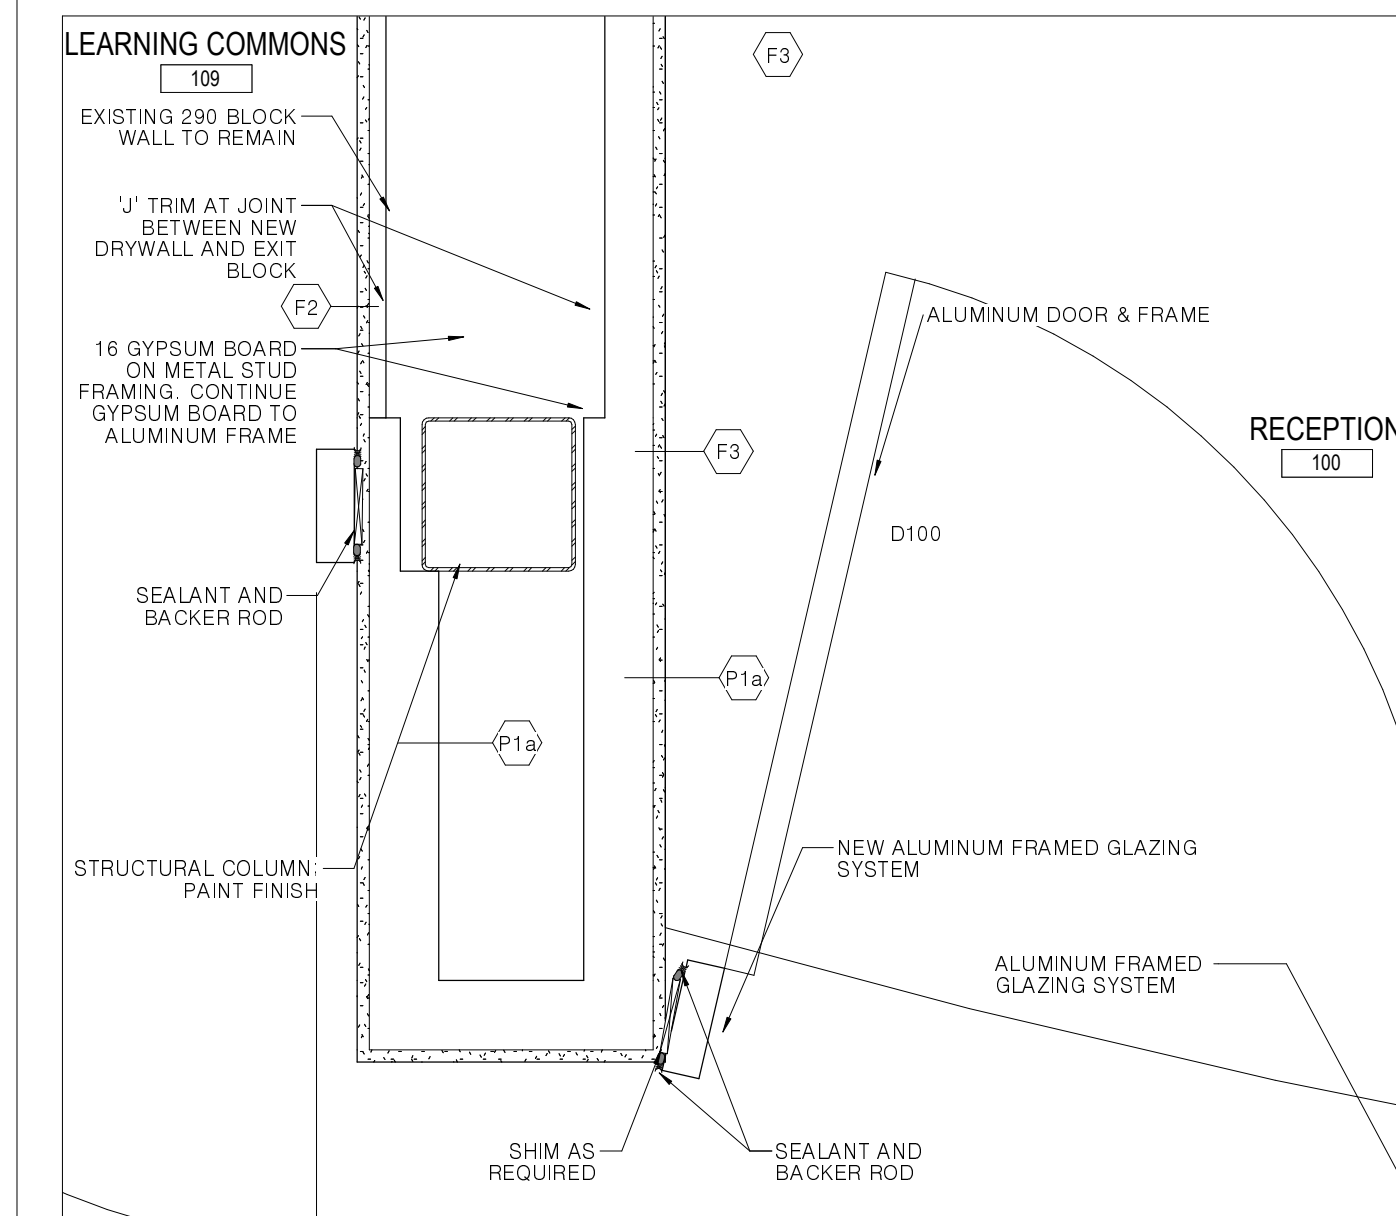 LEARNING COMMONS
109
EXISTING 290 BLOCK
WALL TO REMAIN
'J' TRIM AT JOINT
BETWEEN NEW
DRYWALL AND EXIT
BLOCK
F2
16 GYPSUM BOARD
ON METAL STUD
FRAMING. CONTINUE
GYPSUM BOARD TO
ALUMINUM FRAME
SEALANT AND
BACKER ROD
STRUCTURAL COLUMN;
PAINT FINISH
P1a
F3
F3
P1a
ALUMINUM DOOR & FRAME
RECEPTION
100
D100
NEW ALUMINUM FRAMED GLAZING
SYSTEM
ALUMINUM FRAMED
GLAZING SYSTEM
SHIM AS
REQUIRED
SEALANT AND
BACKER ROD